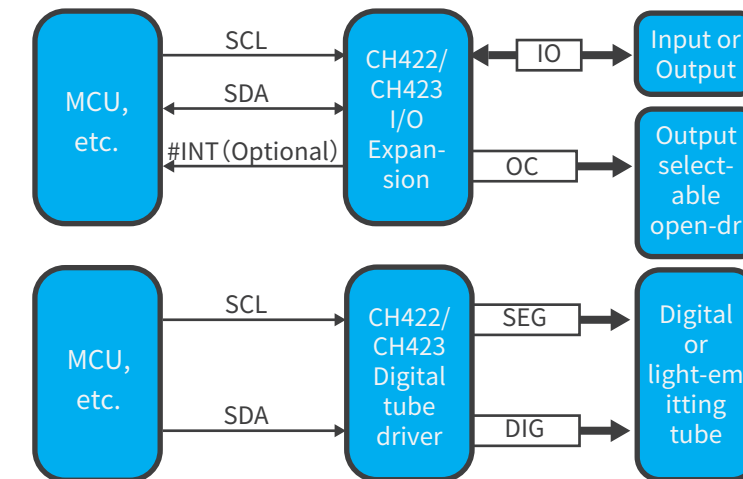 MCU,
etc.
SCL
SDA
#INT(Optional)
CH422/
CH423
I/O
Expan-
sion
IO
OC
Input or
Output
Output
select-
able
open-dr
MCU,
etc.
SCL
SDA
CH422/
CH423
Digital
tube
driver
SEG
DIG
Digital
or
light-em
itting
tube